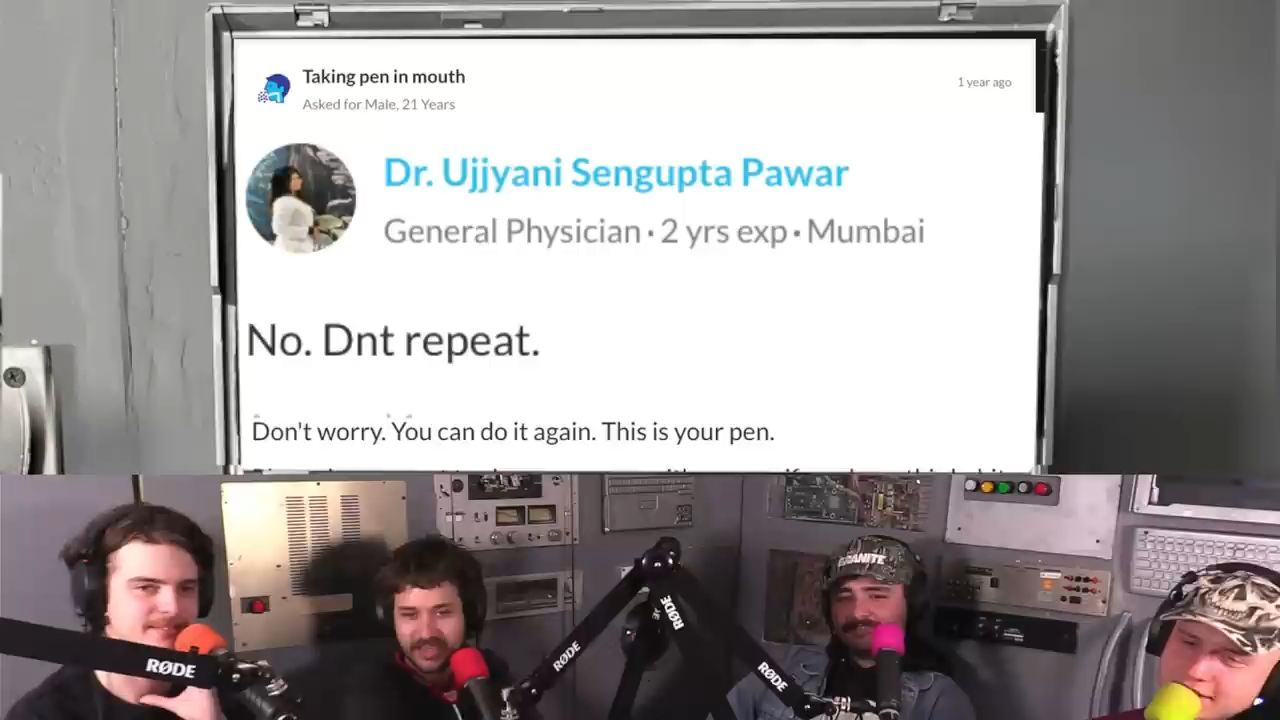 Taking pen in mouth
1 year ago
Asked for Male, 21 Years
Dr. Ujjyani Sengupta Pawar
General Physician · 2 yrs exp · Mumbai
No. Dnt repeat.
Don't worry. You can do it again. This is your pen.
RØDE
RØDE
RØDE
RØDE